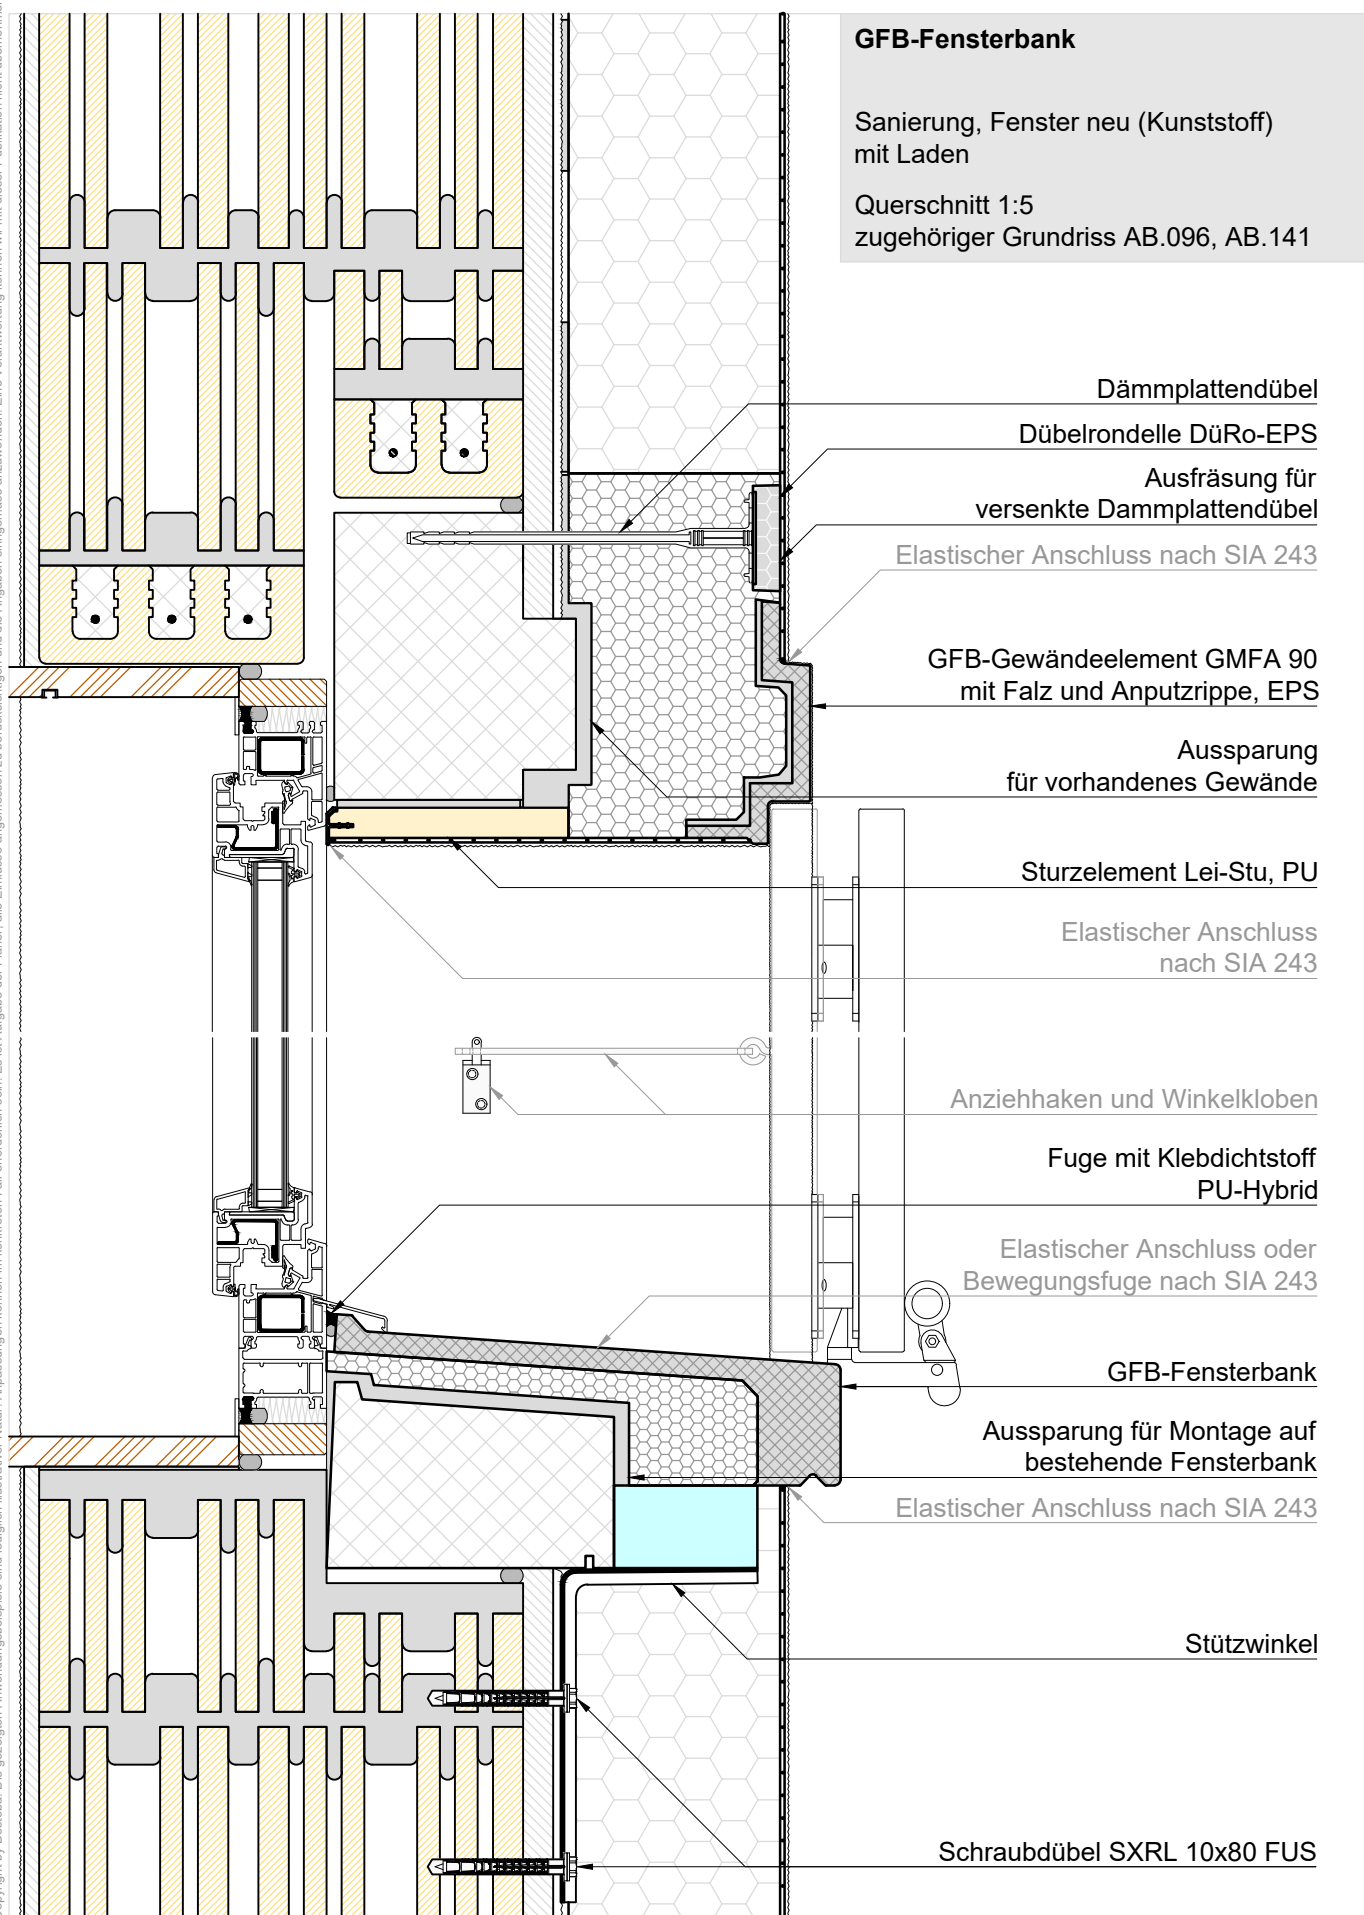 GFB-Fensterbank
Sanierung, Fenster neu (Kunststoff)
mit Laden
Querschnitt 1:5
zugehöriger Grundriss AB.096, AB.141
Dämmplattendübel
Dübelrondelle DüRo-EPS
Ausfräsung für
versenkte Dammplattendübel
Elastischer Anschluss nach SIA 243
GFB-Gewändeelement GMFA 90
mit Falz und Anputzrippe, EPS
Aussparung
für vorhandenes Gewände
Sturzelement Lei-Stu, PU
Elastischer Anschluss
nach SIA 243
Anziehhaken und Winkelkloben
Fuge mit Klebdichtstoff
PU-Hybrid
Elastischer Anschluss oder
Bewegungsfuge nach SIA 243
GFB-Fensterbank
Aussparung für Montage auf
bestehende Fensterbank
Elastischer Anschluss nach SIA 243
Stützwinkel
Schraubdübel SXRL 10x80 FUS